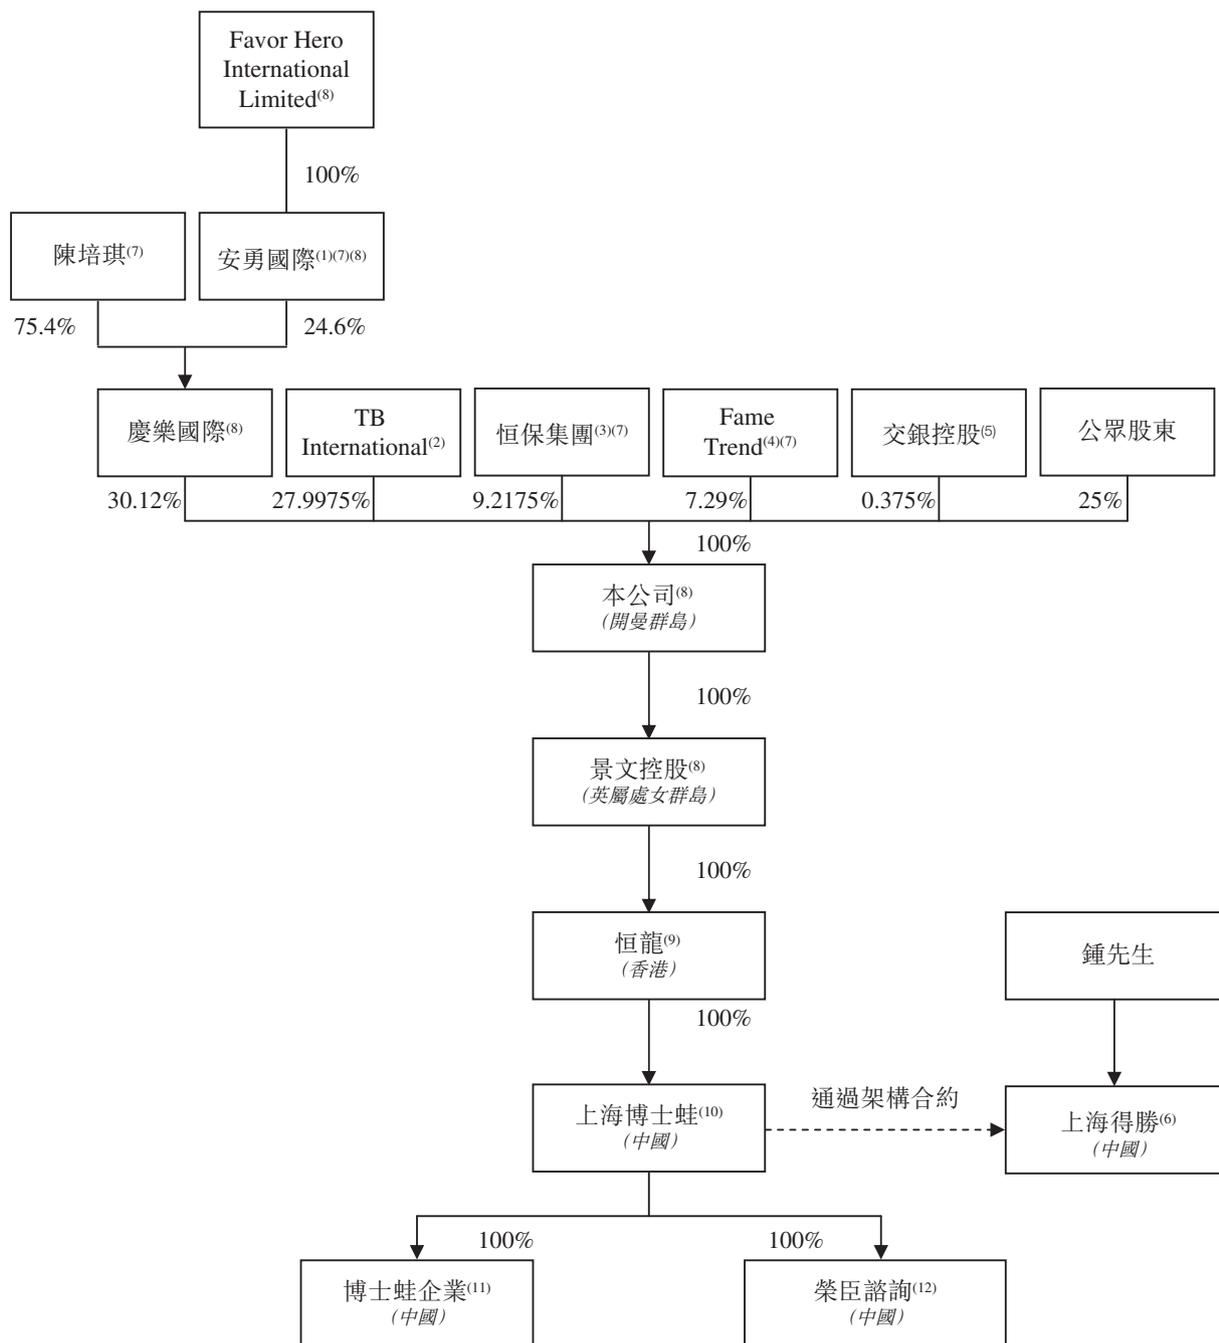 Favor Hero
International
Limited(8)
100%
陳培琪(7)
安勇國際(1)(7)(8)
75.4%
24.6%
慶樂國際(8)
TB
International(2)
恒保集團(3)(7)
Fame
Trend(4)(7)
交銀控股(5)
公眾股東
30.12%
27.9975%
9.2175%
7.29%
0.375%
25%
100%
本公司(8)
(開曼群島)
100%
景文控股(8)
(英屬處女群島)
100%
恒龍(9)
(香港)
鍾先生
100%
上海博士蛙(10)
(中國)
通過架構合約
上海得勝(6)
(中國)
100%
100%
博士蛙企業(11)
(中國)
榮臣諮詢(12)
(中國)